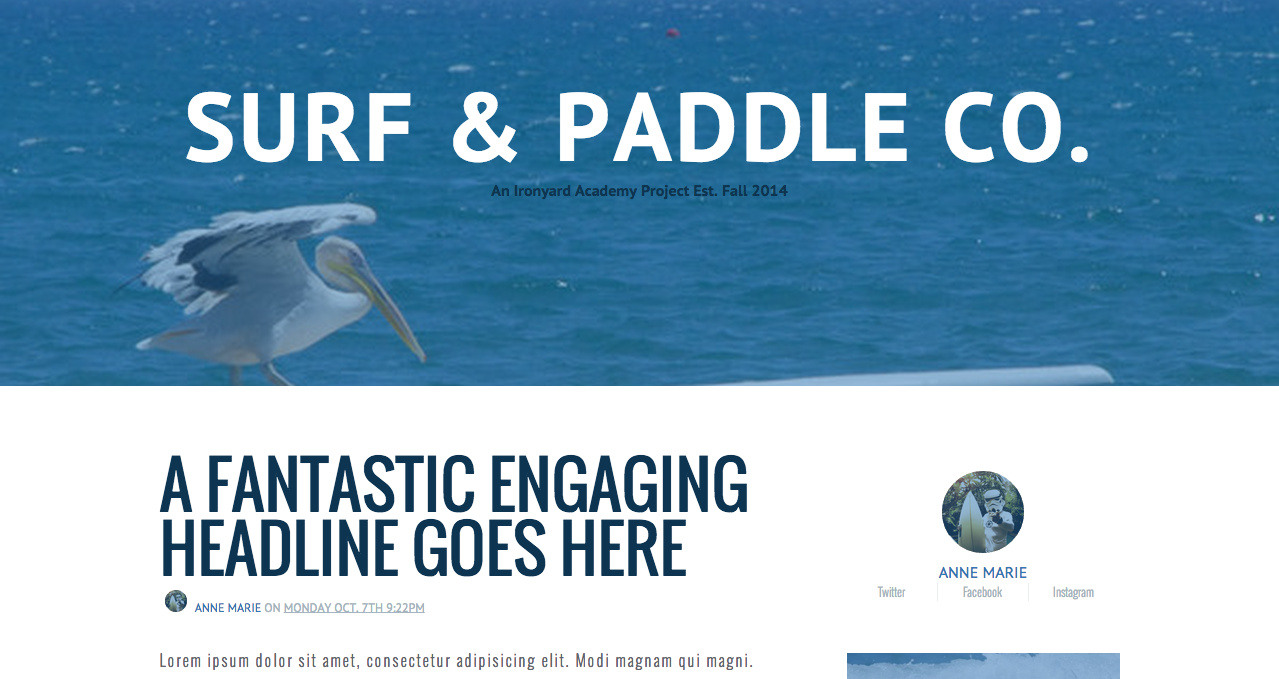 SURF & PADDLE CO.
An Ironyard Academy Project Est. Fall 2014
A FANTASTIC ENGAGING
HEADLINE GOES HERE
ANNE MARIE ON MONDAY OCT. 7TH 9:22PM
Lorem ipsum dolor sit amet, consectetur adipisicing elit. Modi magnam qui magni.
ANNE MARIE
Twitter
Facebook
Instagram